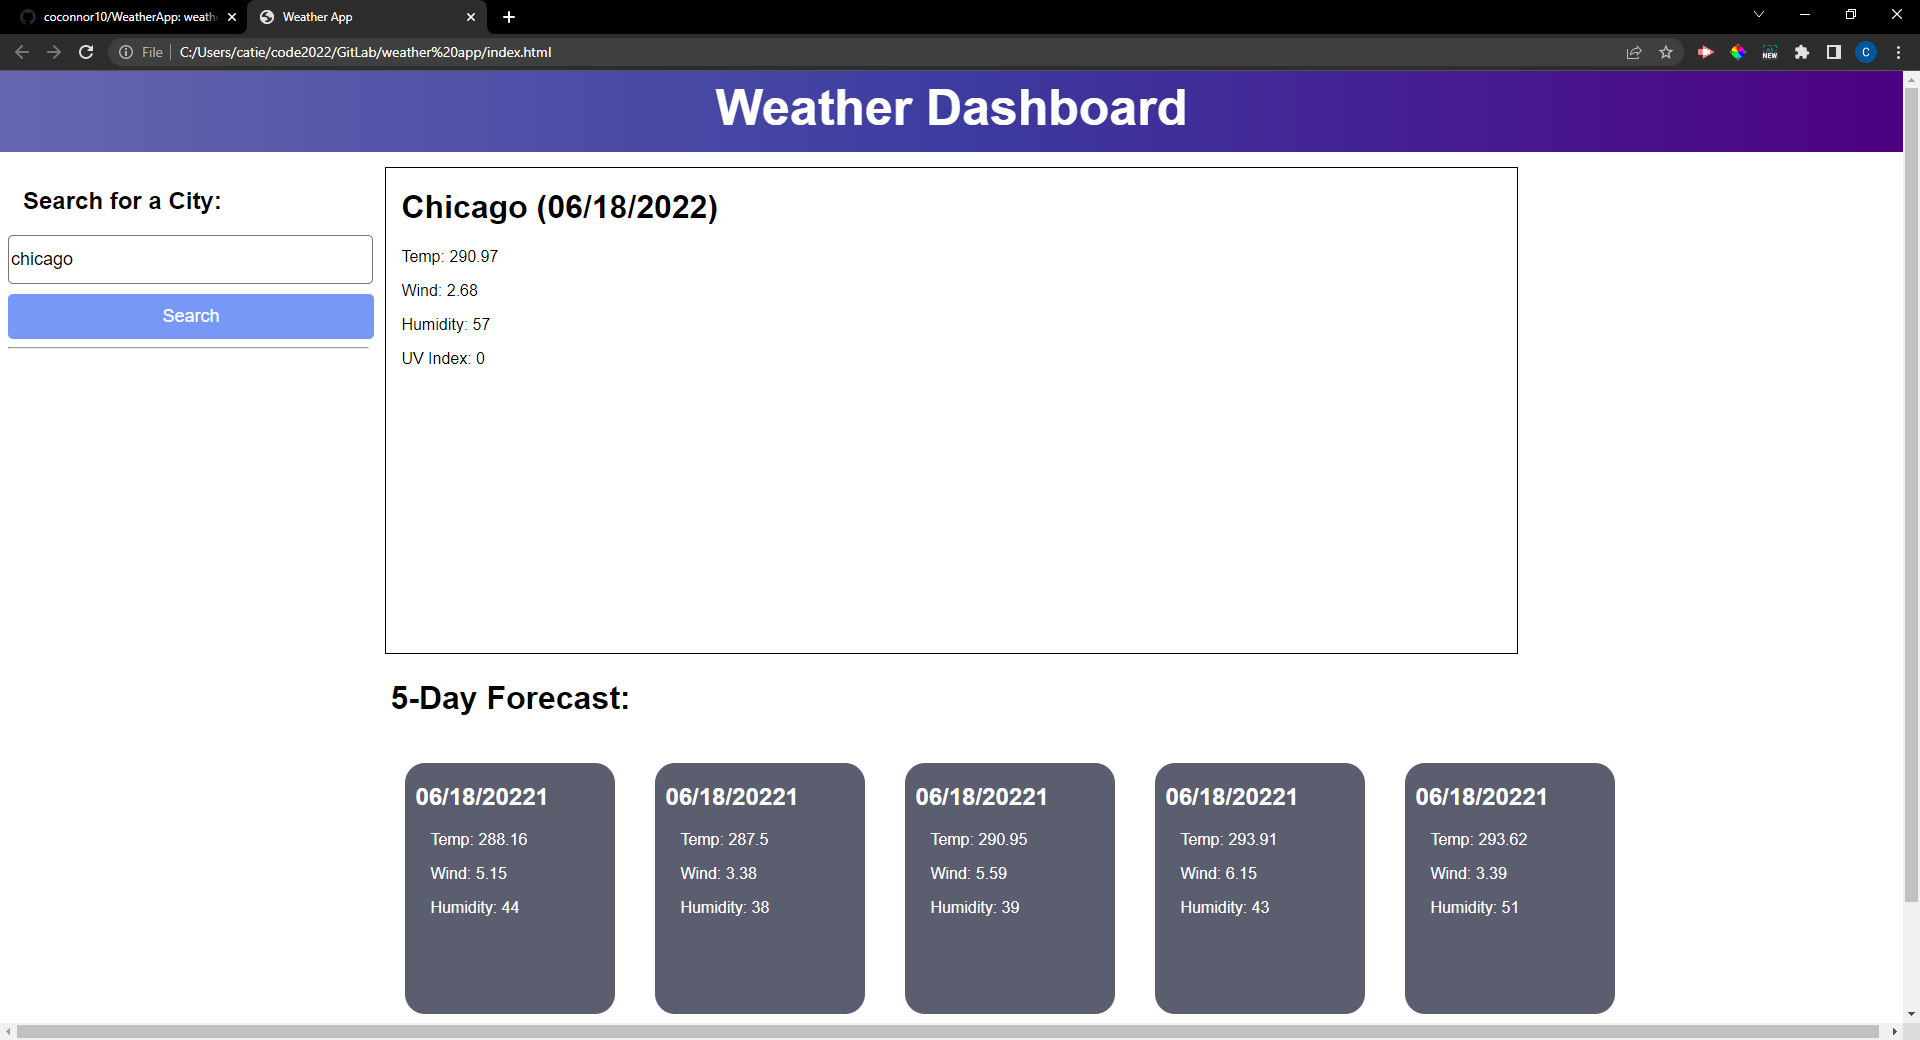 coconnor10/WeatherApp: weathe
Weather App
File
C:/Users/catie/code2022/GitLab/weather%20app/index.html
NEW
C
Weather Dashboard
Search for a City:
chicago
Search
Chicago (06/18/2022)
Temp: 290.97
Wind: 2.68
Humidity: 57
UV Index: 0
5-Day Forecast:
06/18/20221
Temp: 288.16
Wind: 5.15
Humidity: 44
06/18/20221
Temp: 287.5
Wind: 3.38
Humidity: 38
06/18/20221
Temp: 290.95
Wind: 5.59
Humidity: 39
06/18/20221
Temp: 293.91
Wind: 6.15
Humidity: 43
06/18/20221
Temp: 293.62
Wind: 3.39
Humidity: 51